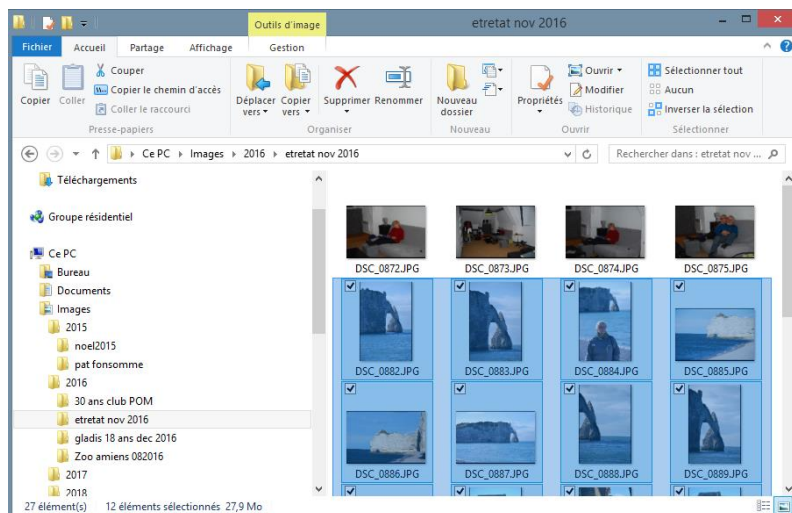 Outils d'image
etretat nov 2016
Fichier Accueil Partage Affichage Gestion
Copier
Coller
Couper
Copier le chemin d'accès
Coller le raccourci
Presse-papiers
Déplacer vers
Copier vers
Supprimer
Renommer
Organiser
Nouveau dossier
Nouveau
Propriétés
Ouvrir
Modifier
Historique
Ouvrir
Sélectionner tout
Aucun
Inverser la sélection
Sélectionner
Ce PC Images 2016 etretat nov 2016
Rechercher dans : etretat nov ...
Téléchargements
Groupe résidentiel
Ce PC
Bureau
Documents
Images
2015
noel2015
pat fonsomme
2016
30 ans club POM
etretat nov 2016
gladis 18 ans dec 2016
Zoo amiens 082016
2017
2018
DSC_0872.JPG DSC_0873.JPG DSC_0874.JPG DSC_0875.JPG
DSC_0882.JPG DSC_0883.JPG DSC_0884.JPG DSC_0885.JPG
DSC_0886.JPG DSC_0887.JPG DSC_0888.JPG DSC_0889.JPG
27 élément(s) 12 éléments sélectionnés 27,9 Mo